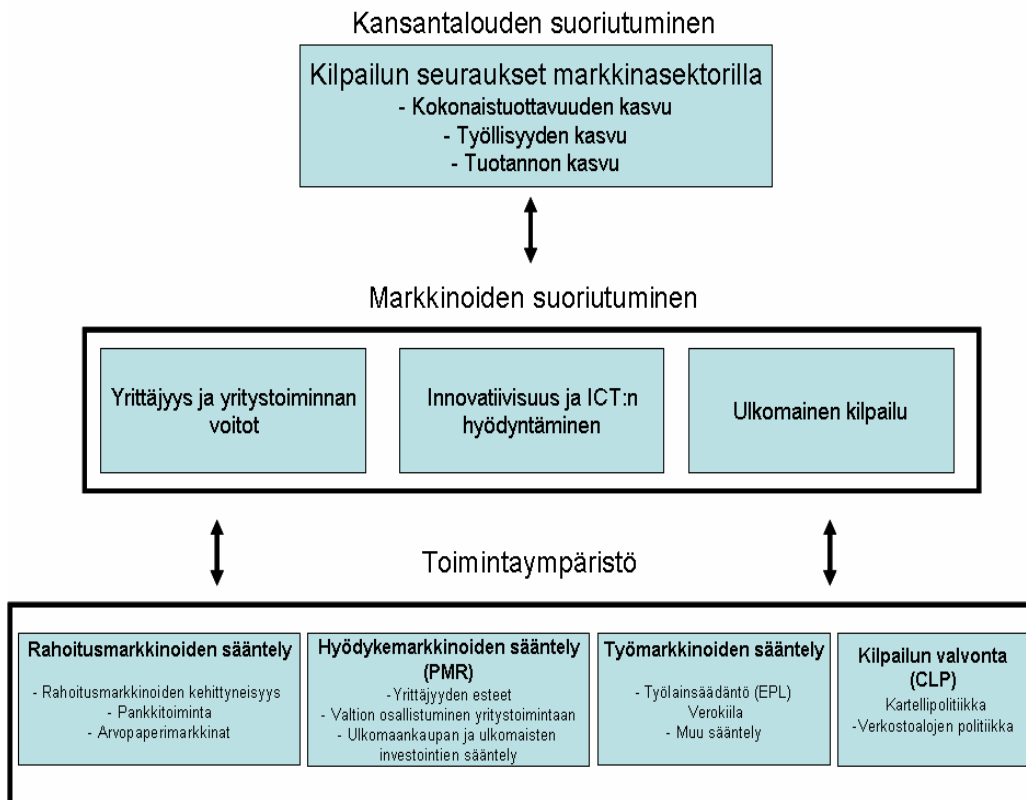 Kansantalouden suoriutuminen
Kilpailun seuraukset markkinasektorilla
- Kokonaistuottavuuden kasvu
- Työllisyyden kasvu
- Tuotannon kasvu
Markkinoiden suoriutuminen
Yrittäjyys ja yritystoiminnan
voitot
Innovatiivisuus ja ICT:n
hyödyntäminen
Ulkomainen kilpailu
Toimintaympäristö
Rahoitusmarkkinoiden sääntely
- Rahoitusmarkkinoiden kehittyneisyys
- Pankkitoiminta
- Arvopaperimarkkinat
Hyödykemarkkinoiden sääntely
(PMR)
-Yrittäjyyden esteet
- Valtion osallistuminen yritystoimintaan
- Ulkomaankaupan ja ulkomaisten
investointien sääntely
Työmarkkinoiden sääntely
- Työlainsäädäntö (EPL)
Verokiila
- Muu sääntely
Kilpailun valvonta
(CLP)
Kartellipolitiikka
-Verkostoalojen politiikka